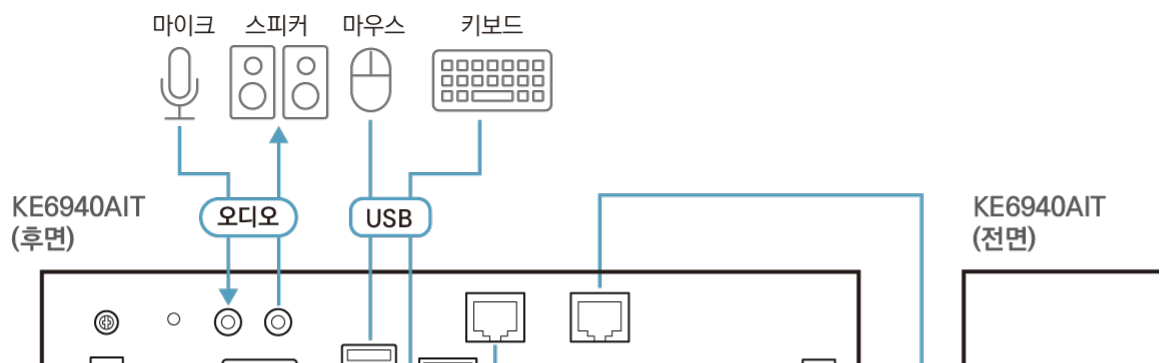 마이크
스피커
마우스
키보드
KE6940AIT
(후면)
오디오
USB
KE6940AIT
(전면)